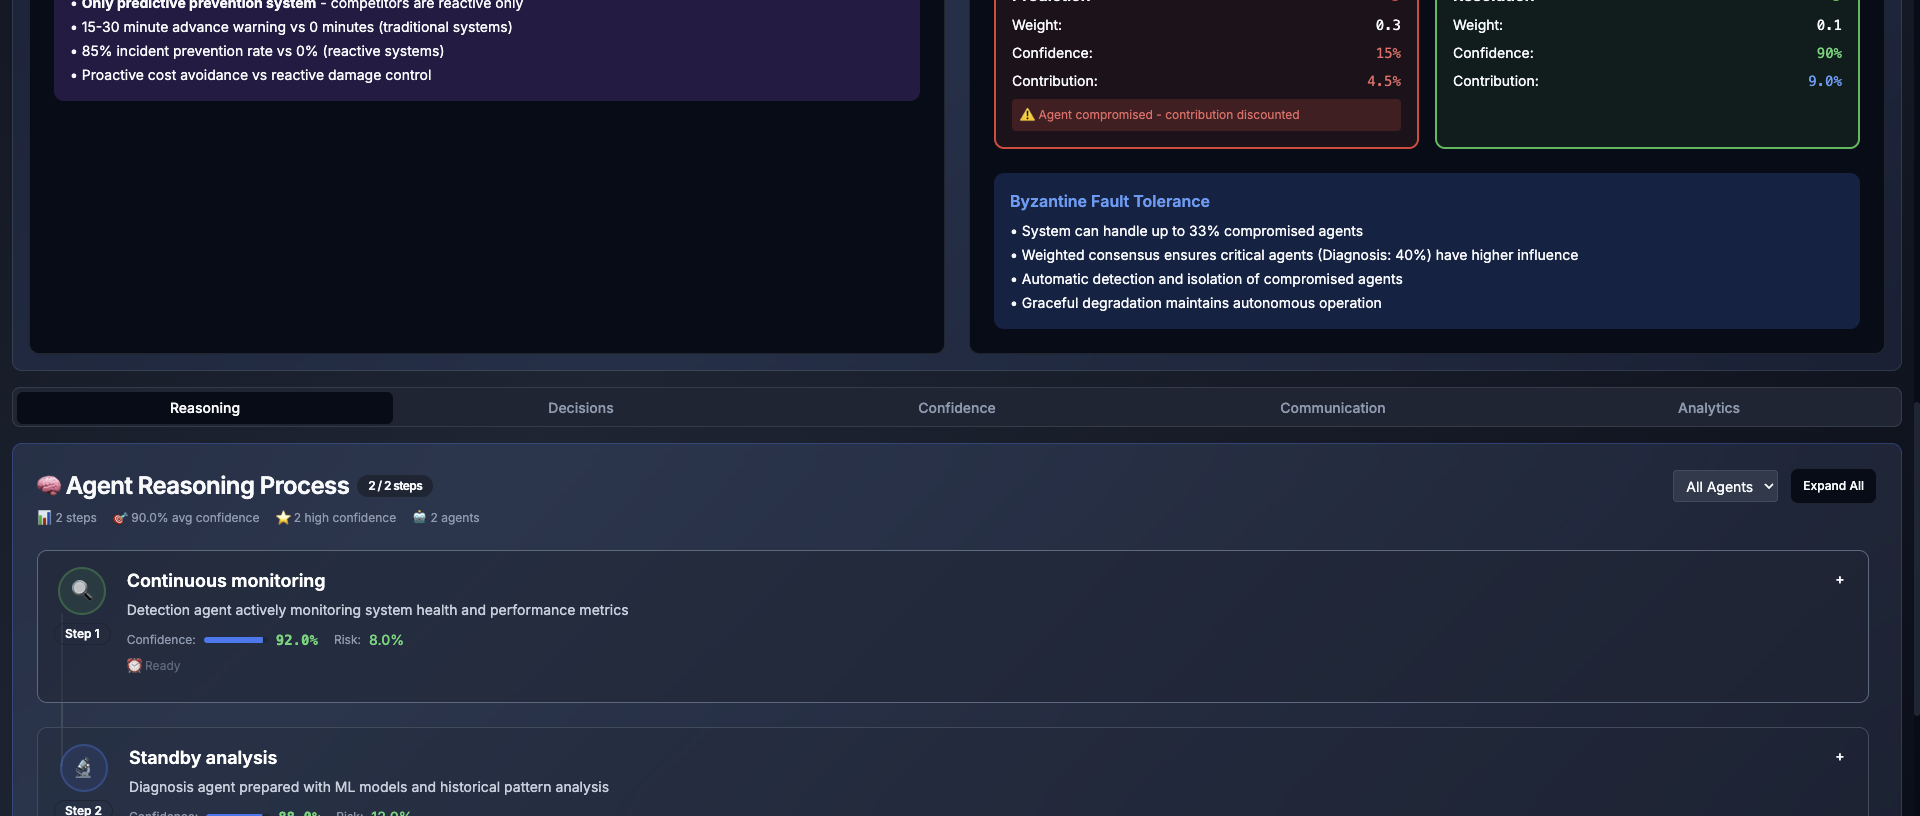 • Only predictive prevention system - competitors are reactive only
• 15-30 minute advance warning vs 0 minutes (traditional systems)
• 85% incident prevention rate vs 0% (reactive systems)
• Proactive cost avoidance vs reactive damage control
Weight: 0.3
Confidence: 15%
Contribution: 4.5%
⚠️ Agent compromised - contribution discounted
Weight: 0.1
Confidence: 90%
Contribution: 9.0%
Byzantine Fault Tolerance
• System can handle up to 33% compromised agents
• Weighted consensus ensures critical agents (Diagnosis: 40%) have higher influence
• Automatic detection and isolation of compromised agents
• Graceful degradation maintains autonomous operation
Reasoning Decisions Confidence Communication Analytics
🧠 Agent Reasoning Process 2 / 2 steps All Agents Expand All
📊 2 steps 🎯 90.0% avg confidence ⭐ 2 high confidence 🤖 2 agents
Continuous monitoring +
Detection agent actively monitoring system health and performance metrics
Step 1
Confidence: 92.0% Risk: 8.0%
⏰ Ready
Standby analysis +
Diagnosis agent prepared with ML models and historical pattern analysis
Step 2
Confidence: 88.0% Risk: 12.0%